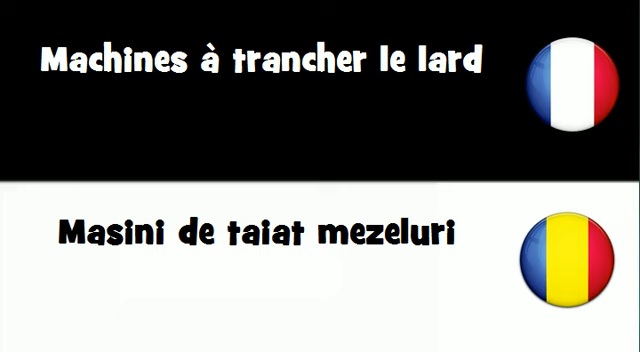 Machines à trancher le lard
Masini de taiat mezeluri